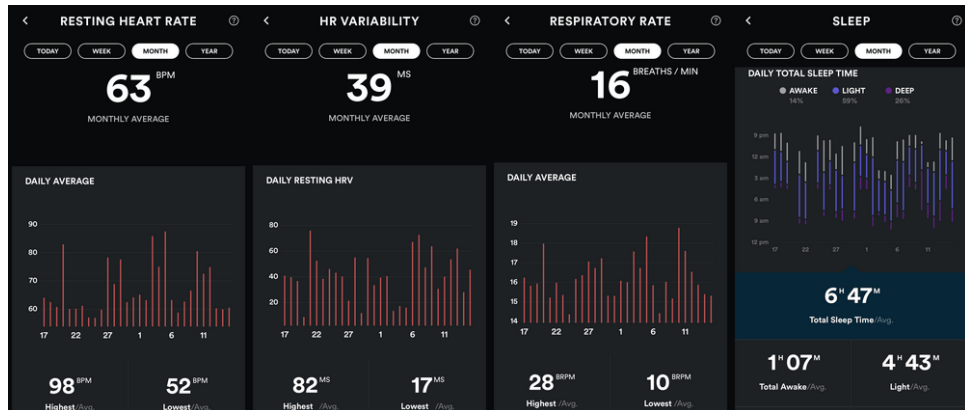 RESTING HEART RATE
TODAY WEEK MONTH YEAR
63 BPM
MONTHLY AVERAGE
DAILY AVERAGE
90
80
70
60
17 22 27 1 6 11
98 BPM 52 BPM
Highest /Avg. Lowest /Avg.
HR VARIABILITY
TODAY WEEK MONTH YEAR
39 MS
MONTHLY AVERAGE
DAILY RESTING HRV
80
60
40
20
17 22 27 1 6 11
82 MS 17 MS
Highest /Avg. Lowest /Avg.
RESPIRATORY RATE
TODAY WEEK MONTH YEAR
16 BREATHS / MIN
MONTHLY AVERAGE
DAILY AVERAGE
19
18
17
16
15
14
17 22 27 1 6 11
28 BRPM 10 BRPM
Highest /Avg. Lowest /Avg.
SLEEP
TODAY WEEK MONTH YEAR
DAILY TOTAL SLEEP TIME
AWAKE LIGHT DEEP
14% 59% 26%
9 pm
12 am
3 am
6 am
9 am
12 pm
17 22 27 1 6 11
6 H 47 M
Total Sleep Time /Avg.
1 H 07 M 4 H 43 M
Total Awake /Avg. Light /Avg.